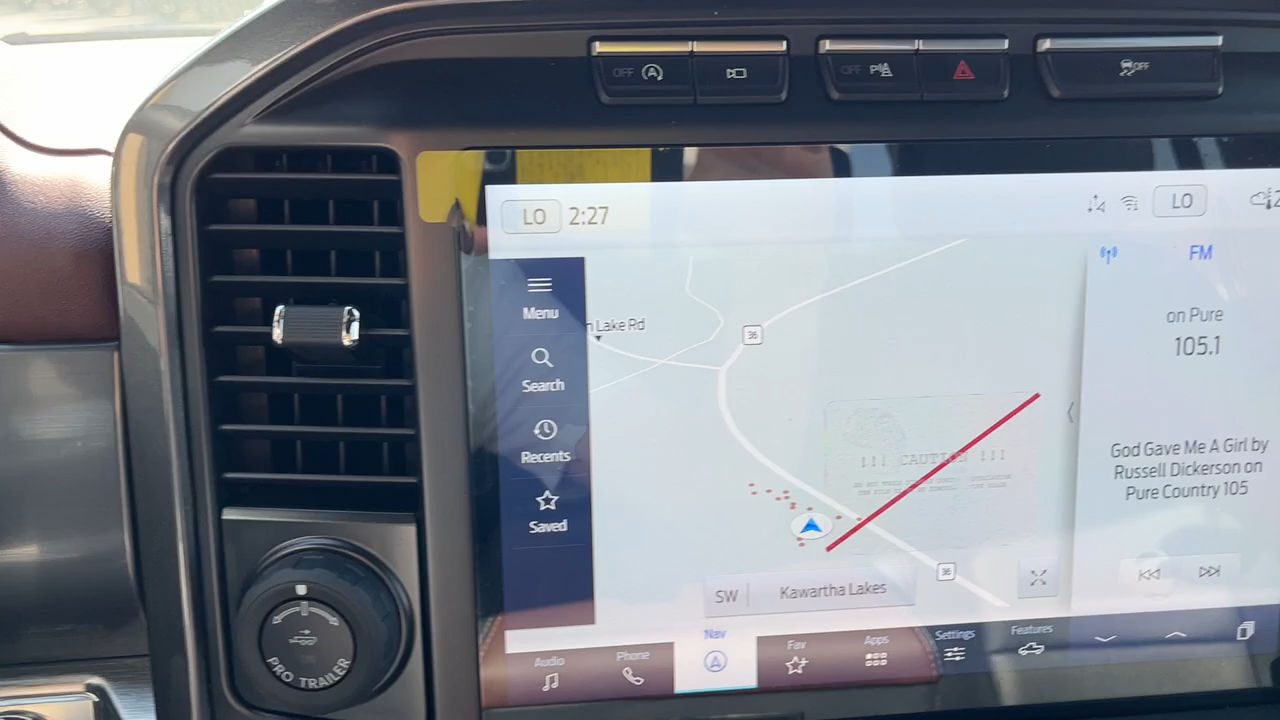 OFF
OFF
OFF
LO 2:27
LO
Menu
Search
Recents
Saved
n Lake Rd
36
!!! CAUTION !!!
36
SW Kawartha Lakes
FM
on Pure
105.1
God Gave Me A Girl by
Russell Dickerson on
Pure Country 105
Audio
Phone
Nav
Fav
Apps
Settings
Features
PRO TRAILER